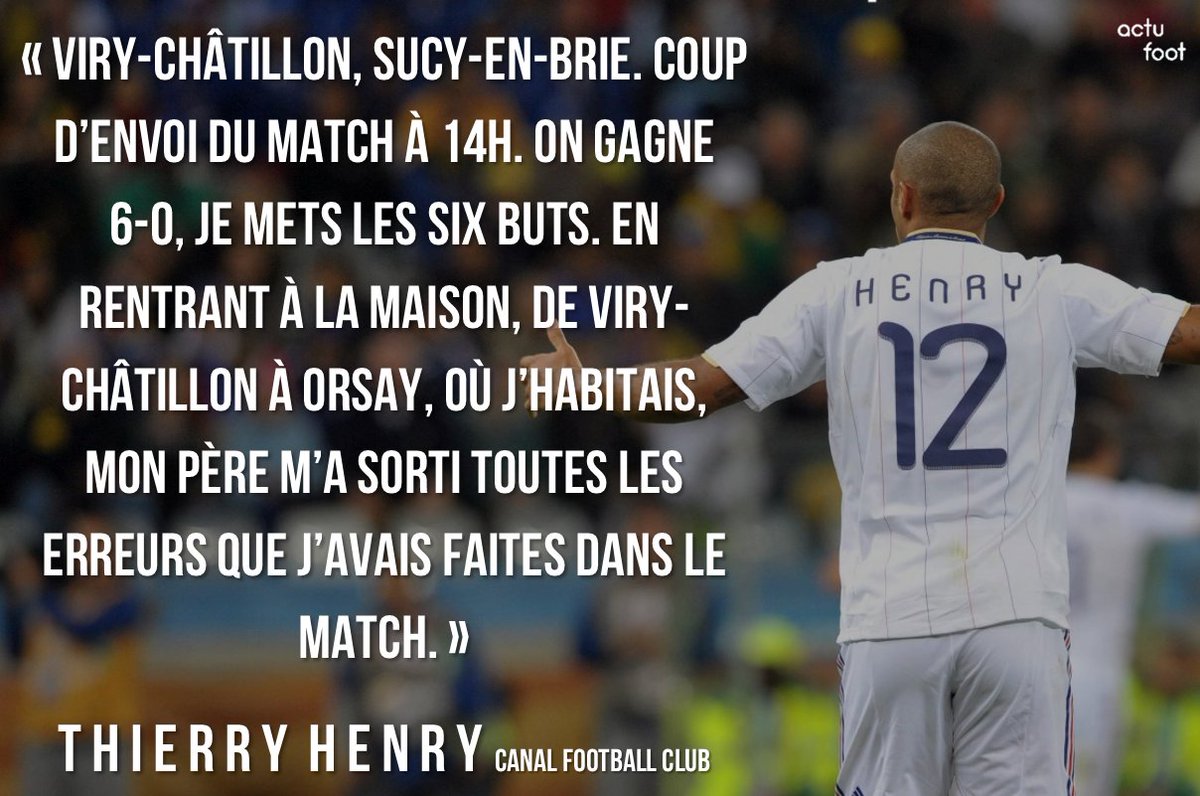 actu
foot
« VIRY-CHÂTILLON, SUCY-EN-BRIE. COUP
D’ENVOI DU MATCH À 14H. ON GAGNE
6-0, JE METS LES SIX BUTS. EN
RENTRANT À LA MAISON, DE VIRY-
CHÂTILLON À ORSAY, OÙ J’HABITAIS,
MON PÈRE M’A SORTI TOUTES LES
ERREURS QUE J’AVAIS FAITES DANS LE
MATCH. »
THIERRY HENRY CANAL FOOTBALL CLUB
HENRY
12